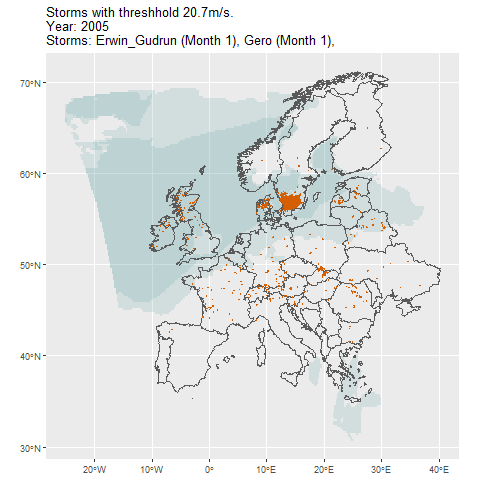 Storms with threshhold 20.7m/s.
Year: 2005
Storms: Erwin_Gudrun (Month 1), Gero (Month 1),
70°N
60°N
50°N
40°N
30°N
20°W
10°W
0°
10°E
20°E
30°E
40°E